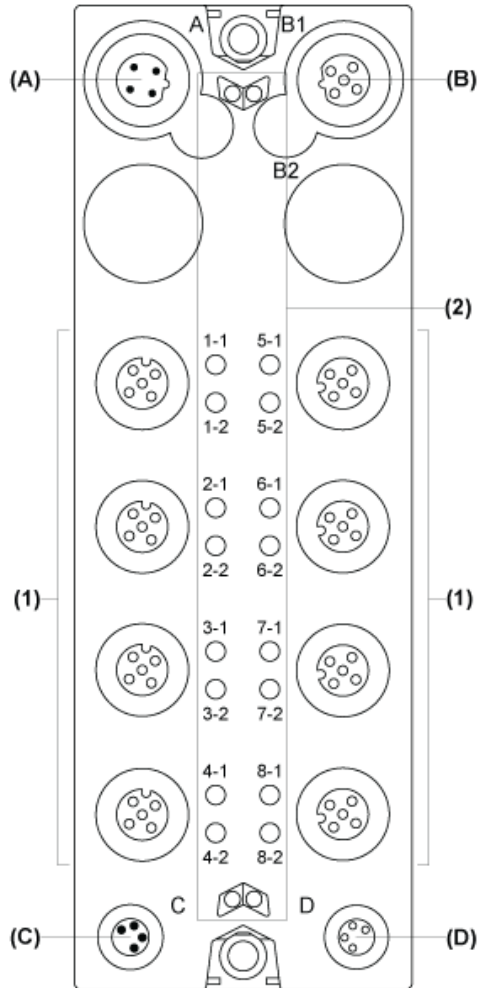 A B1
(A) (B)
B2
(2)
1-1 5-1
1-2 5-2
2-1 6-1
2-2 6-2
(1) (1)
3-1 7-1
3-2 7-2
4-1 8-1
4-2 8-2
C D
(C) (D)